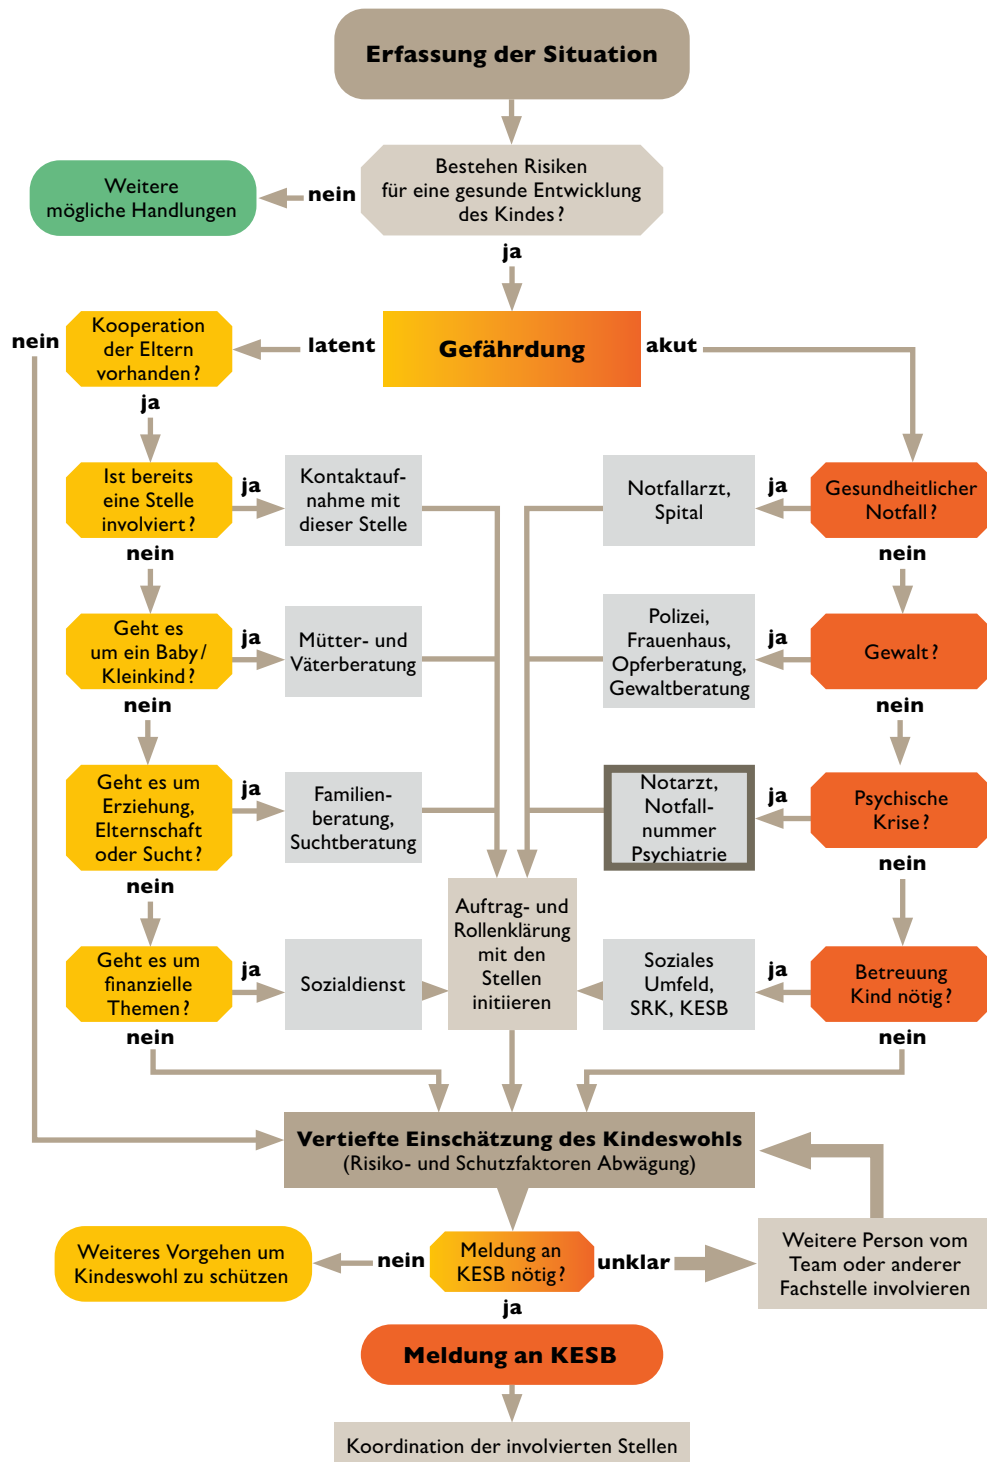 Erfassung der Situation
Bestehen Risiken
für eine gesunde Entwicklung
des Kindes?
nein
Weitere
mögliche Handlungen
ja
Gefährdung
latent
akut
Kooperation
der Eltern
vorhanden?
nein
ja
Ist bereits
eine Stelle
involviert?
ja
Kontaktauf-
nahme mit
dieser Stelle
Notfallarzt,
Spital
ja
Gesundheitlicher
Notfall?
nein
nein
Geht es
um ein Baby/
Kleinkind?
ja
Mütter- und
Väterberatung
Polizei,
Frauenhaus,
Opferberatung,
Gewaltberatung
ja
Gewalt?
nein
nein
Geht es um
Erziehung,
Elternschaft
oder Sucht?
ja
Familien-
beratung,
Suchtberatung
Notarzt,
Notfall-
nummer
Psychiatrie
ja
Psychische
Krise?
nein
nein
Geht es um
finanzielle
Themen?
ja
Sozialdienst
Auftrag- und
Rollenklärung
mit den
Stellen
initiieren
Soziales
Umfeld,
SRK, KESB
ja
Betreuung
Kind nötig?
nein
nein
Vertiefte Einschätzung des Kindeswohls
(Risiko- und Schutzfaktoren Abwägung)
Meldung an
KESB nötig?
nein
Weiteres Vorgehen um
Kindeswohl zu schützen
unklar
Weitere Person vom
Team oder anderer
Fachstelle involvieren
ja
Meldung an KESB
Koordination der involvierten Stellen